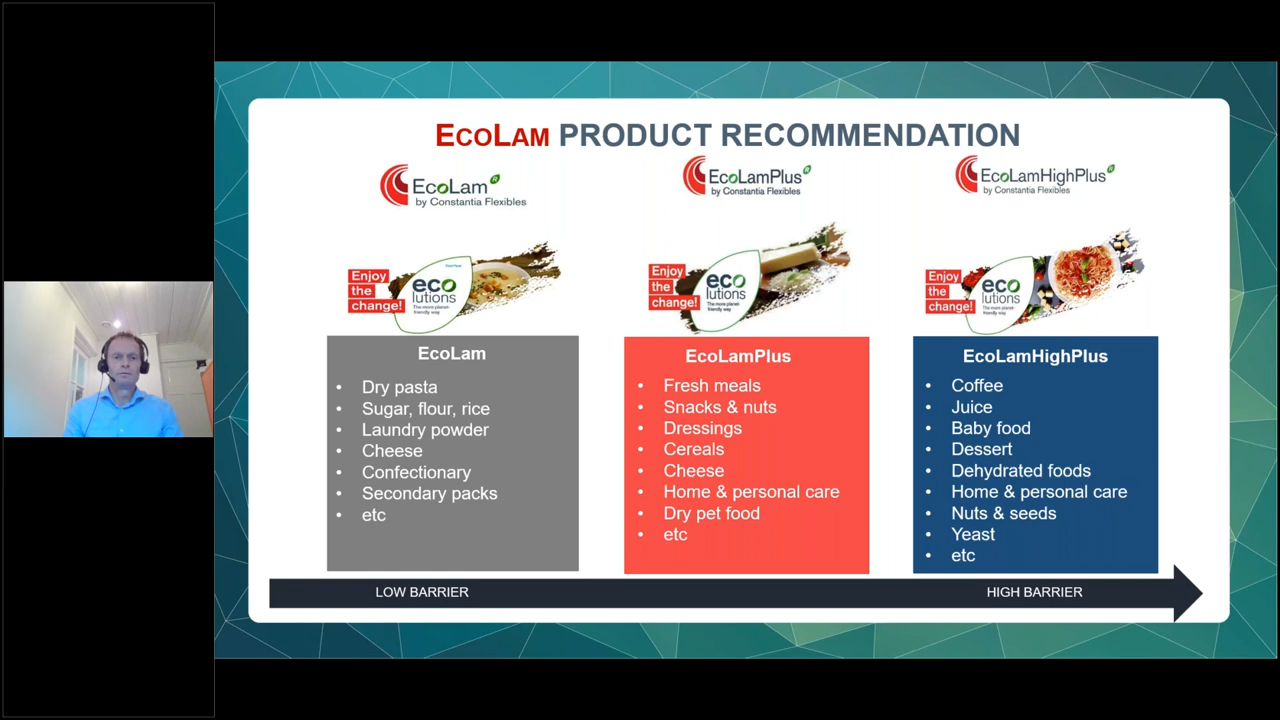 EcoLam PRODUCT RECOMMENDATION
EcoLam
by Constantia Flexibles
EcoLamPlus
by Constantia Flexibles
EcoLamHighPlus
by Constantia Flexibles
Enjoy
the
change!
eco
lutions
The more planet-
friendly way
Enjoy
the
change!
eco
lutions
The more planet-
friendly way
Enjoy
the
change!
eco
lutions
The more planet-
friendly way
EcoLam
• Dry pasta
• Sugar, flour, rice
• Laundry powder
• Cheese
• Confectionary
• Secondary packs
• etc
EcoLamPlus
• Fresh meals
• Snacks & nuts
• Dressings
• Cereals
• Cheese
• Home & personal care
• Dry pet food
• etc
EcoLamHighPlus
• Coffee
• Juice
• Baby food
• Dessert
• Dehydrated foods
• Home & personal care
• Nuts & seeds
• Yeast
• etc
LOW BARRIER
HIGH BARRIER